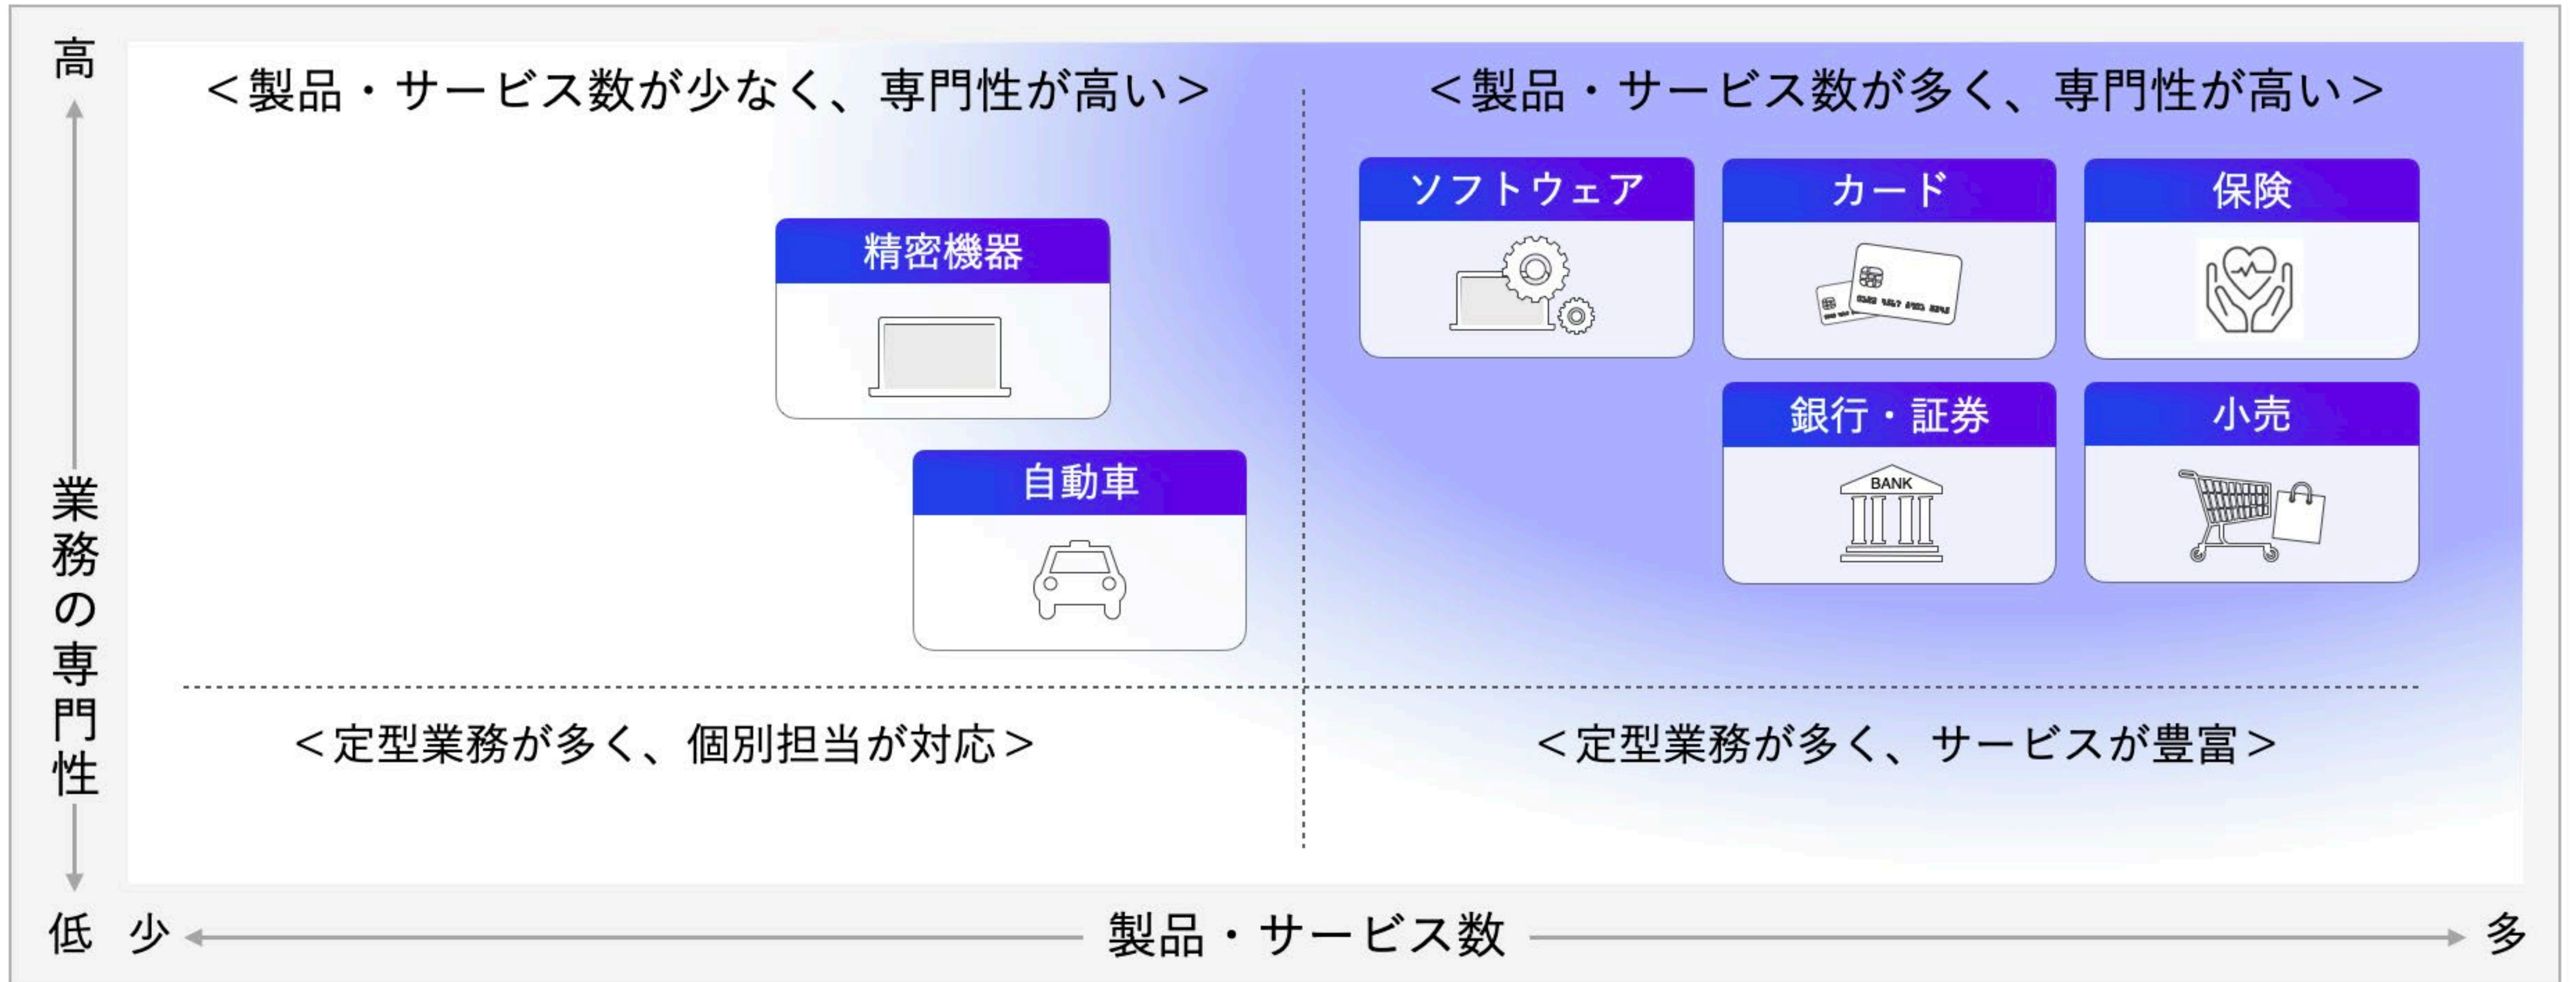 高
＜製品・サービス数が少なく、専門性が高い＞
＜製品・サービス数が多く、専門性が高い＞
ソフトウェア
カード
保険
精密機器
銀行・証券
小売
BANK
自動車
業務の専門性
＜定型業務が多く、個別担当が対応＞
＜定型業務が多く、サービスが豊富＞
低
少
製品・サービス数
多